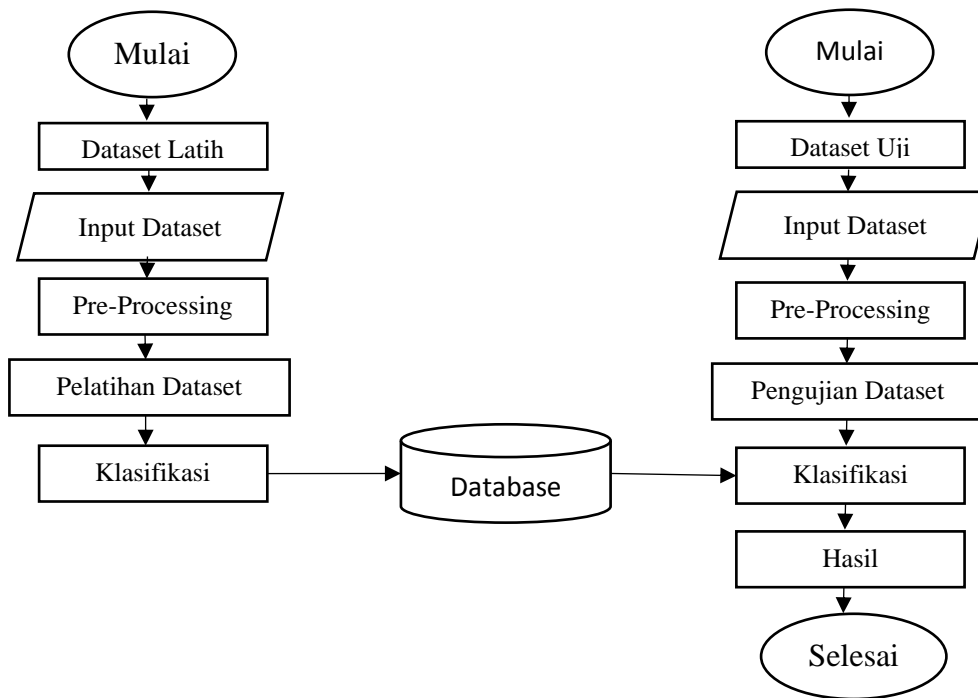 Mulai
Dataset Latih
Input Dataset
Pre-Processing
Pelatihan Dataset
Klasifikasi
Database
Mulai
Dataset Uji
Input Dataset
Pre-Processing
Pengujian Dataset
Klasifikasi
Hasil
Selesai